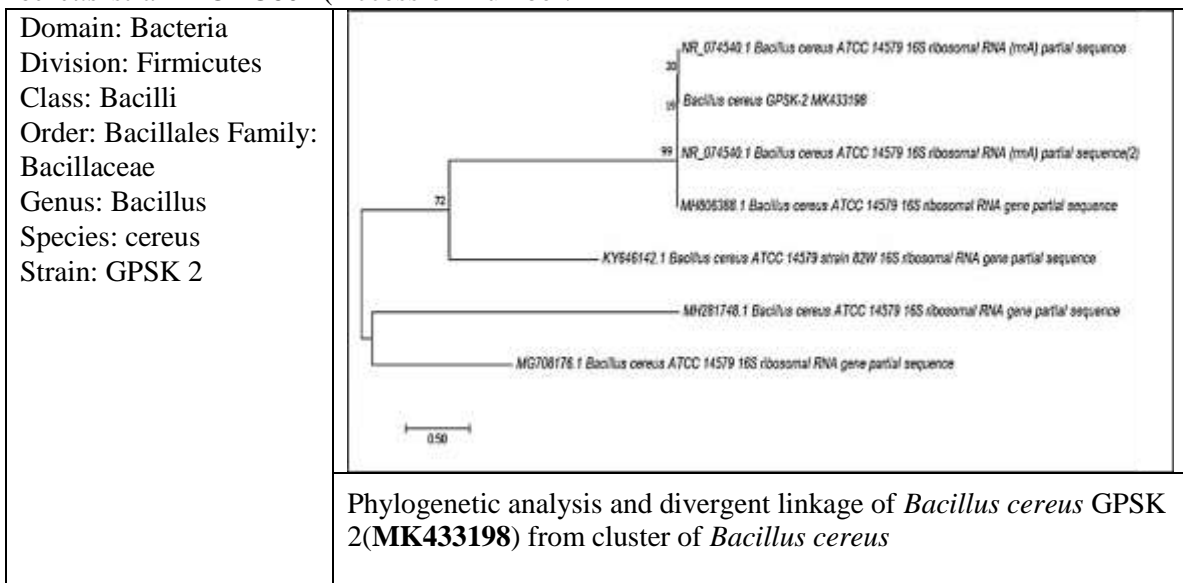 Domain: Bacteria
Division: Firmicutes
Class: Bacilli
Order: Bacillales Family:
Bacillaceae
Genus: Bacillus
Species: cereus
Strain: GPSK 2
NR_074540.1 Bacillus cereus ATCC 14579 16S ribosomal RNA (rrnA) partial sequence
Bacillus cereus GPSK-2 MK433198
99 NR_074540.1 Bacillus cereus ATCC 14579 16S ribosomal RNA (rrnA) partial sequence(2)
MH806388.1 Bacillus cereus ATCC 14579 16S ribosomal RNA gene partial sequence
72
KY646142.1 Bacillus cereus ATCC 14579 strain 82W 16S ribosomal RNA gene partial sequence
MH281748.1 Bacillus cereus ATCC 14579 16S ribosomal RNA gene partial sequence
MG708176.1 Bacillus cereus ATCC 14579 16S ribosomal RNA gene partial sequence
0.50
Phylogenetic analysis and divergent linkage of Bacillus cereus GPSK
2(MK433198) from cluster of Bacillus cereus